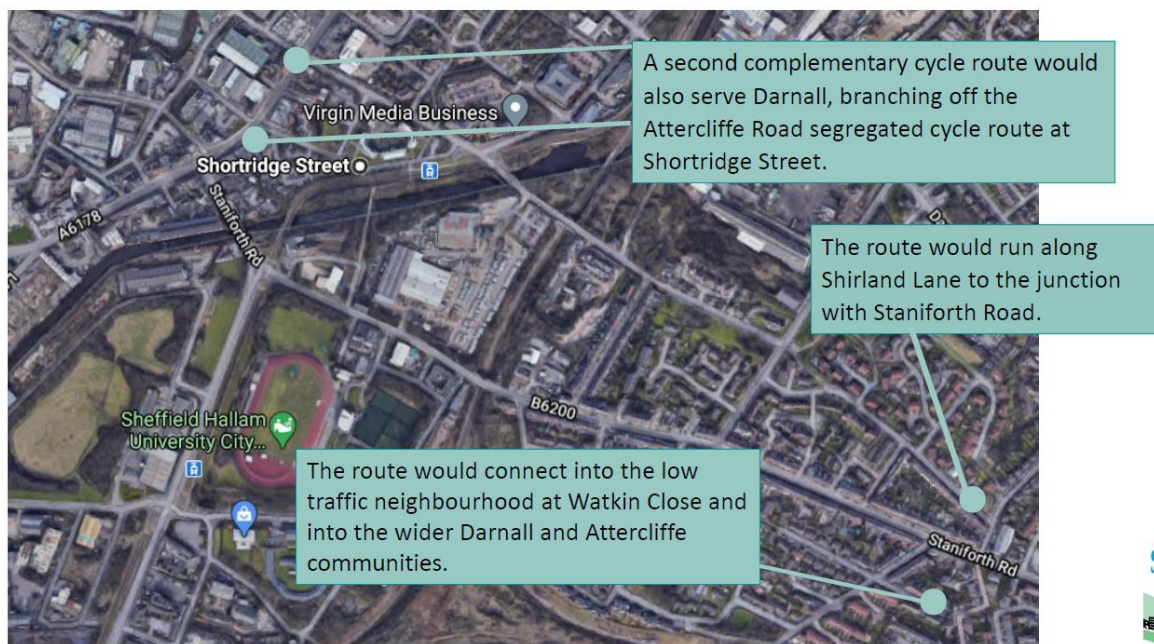 A second complementary cycle route would
also serve Darnall, branching off the
Attercliffe Road segregated cycle route at
Shortridge Street.
Virgin Media Business
Shortridge Street
Staniforth Rd
A6178
The route would run along
Shirland Lane to the junction
with Staniforth Road.
B6200
Sheffield Hallam
University City...
The route would connect into the low
traffic neighbourhood at Watkin Close and
into the wider Darnall and Attercliffe
communities.
Staniforth Rd